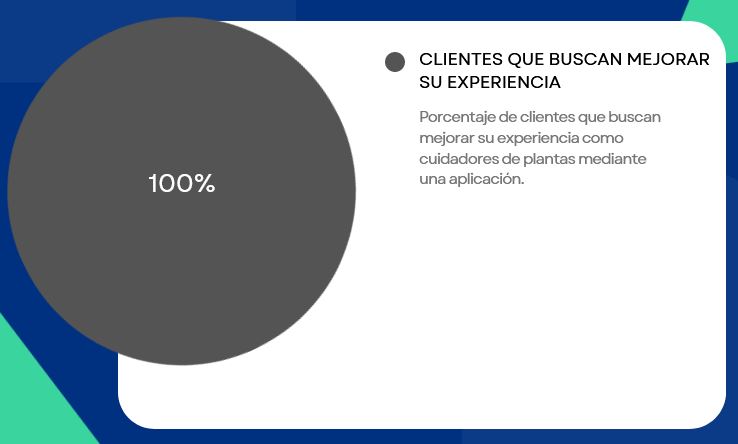 100%
CLIENTES QUE BUSCAN MEJORAR
SU EXPERIENCIA
Porcentaje de clientes que buscan
mejorar su experiencia como
cuidadores de plantas mediante
una aplicación.